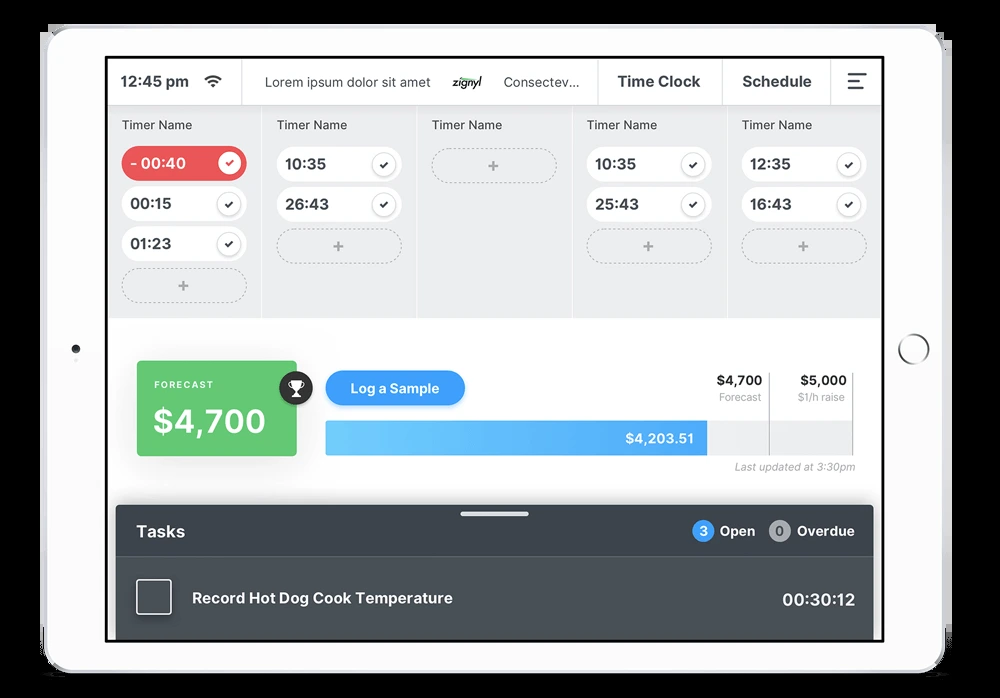 12:45 pm
Lorem ipsum dolor sit amet
zignyl
Consectev...
Time Clock
Schedule
Timer Name
- 00:40
00:15
01:23
+
Timer Name
10:35
26:43
+
Timer Name
+
Timer Name
10:35
25:43
+
Timer Name
12:35
16:43
+
FORECAST
$4,700
Log a Sample
$4,203.51
$4,700
Forecast
$5,000
$1/h raise
Last updated at 3:30pm
Tasks
3 Open
0 Overdue
Record Hot Dog Cook Temperature
00:30:12